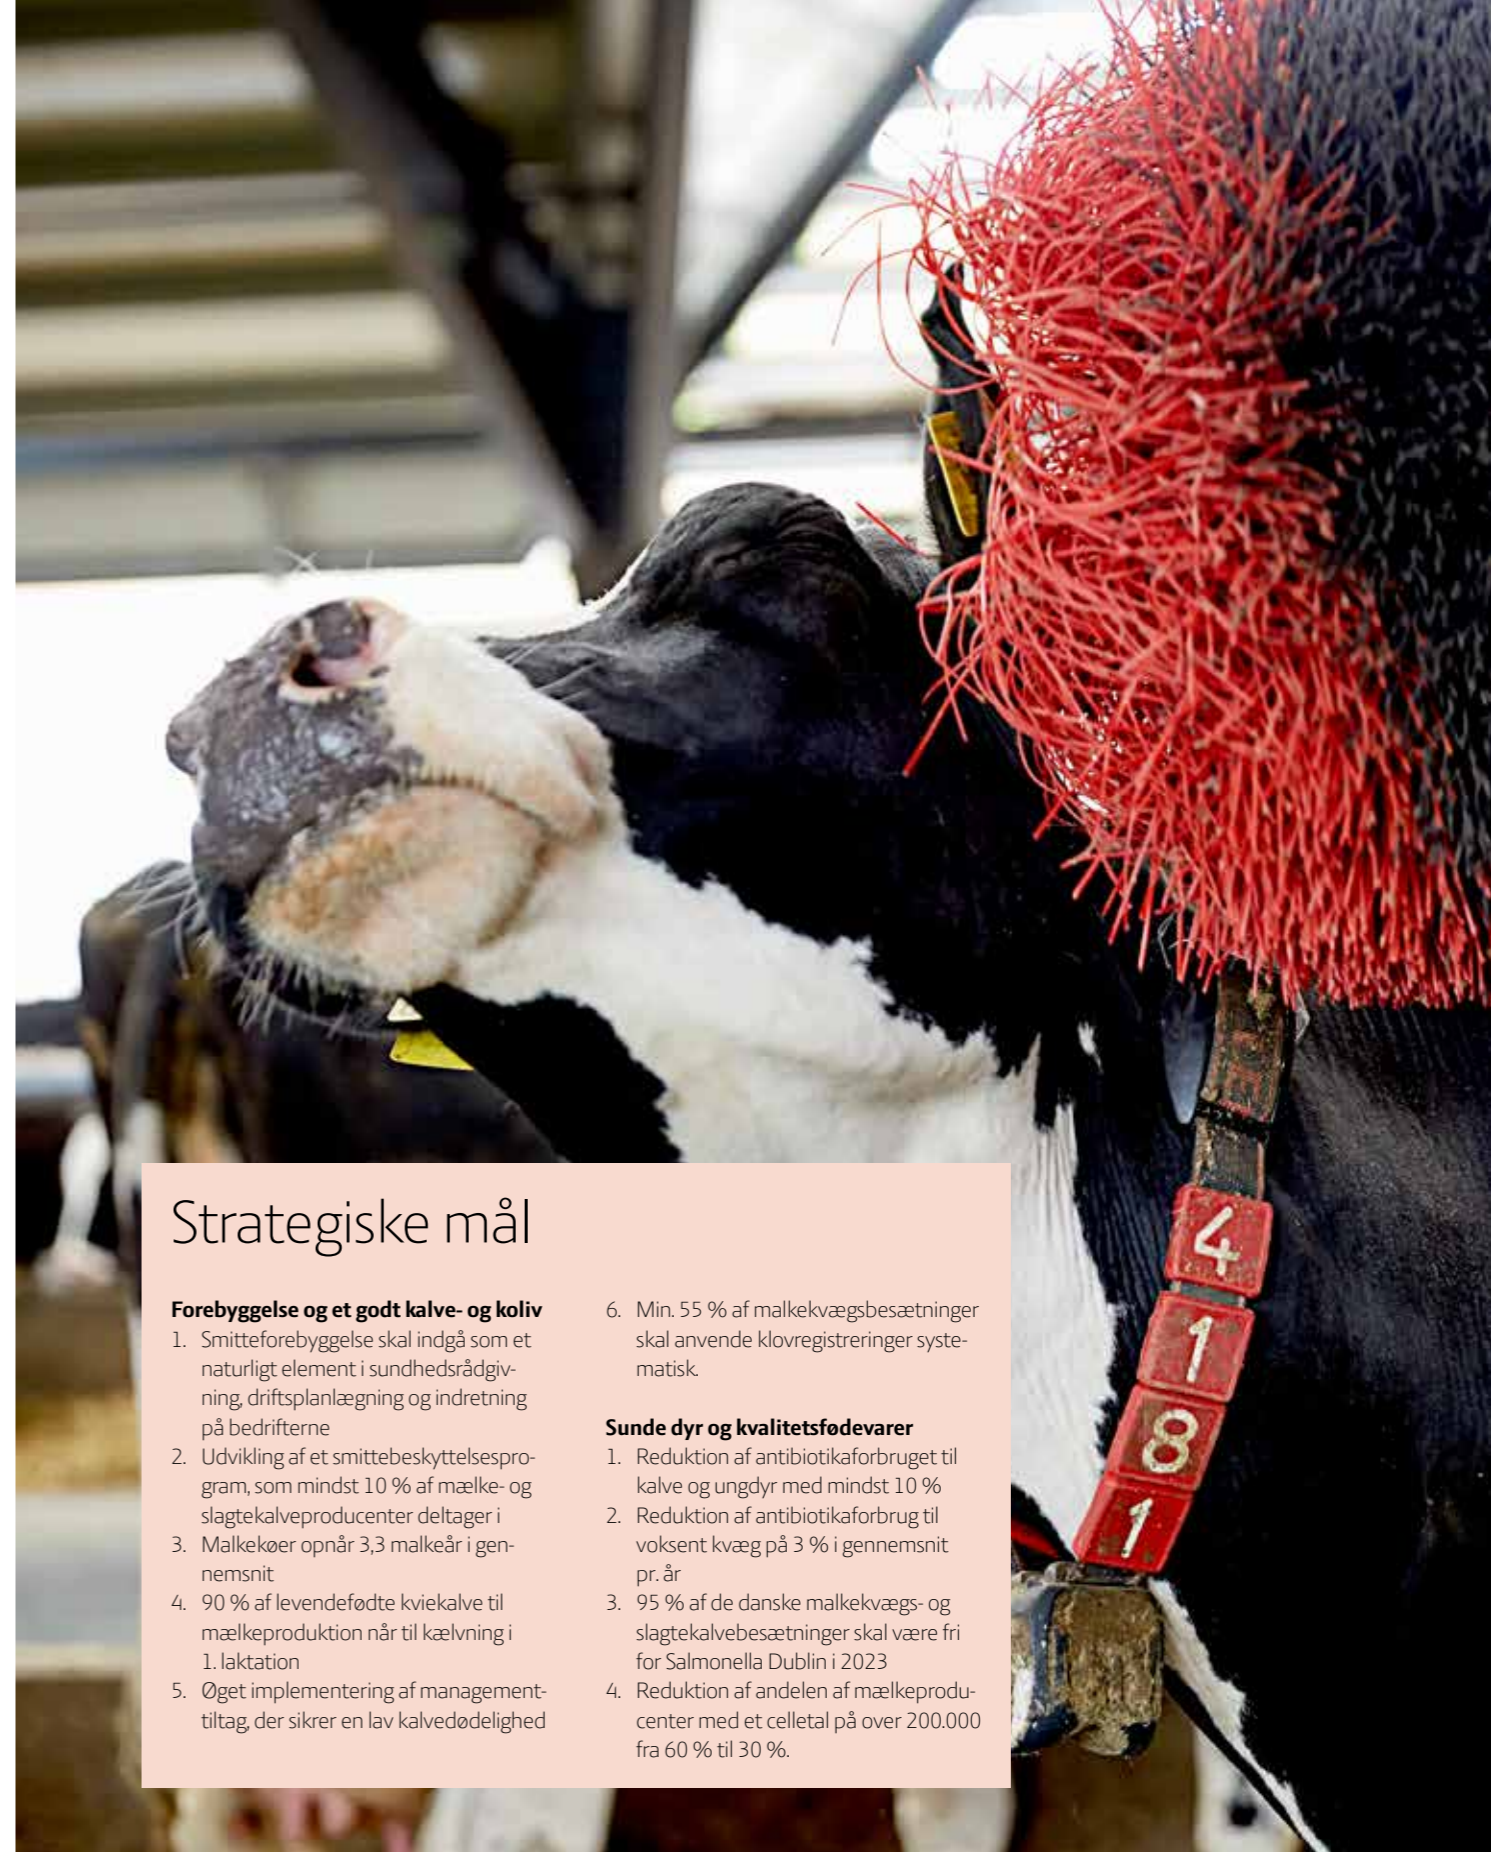 Strategiske mål
Forebyggelse og et godt kalve- og koliv
1. Smitteforebyggelse skal indgå som et
naturligt element i sundhedsrådgiv-
ning, driftsplanlægning og indretning
på bedrifterne
2. Udvikling af et smittebeskyttelsespro-
gram, som mindst 10 % af mælke- og
slagtekalveproducenter deltager i
3. Malkekøer opnår 3,3 malkeår i gen-
nemsnit
4. 90 % af levendefødte kviekalve til
mælkeproduktion når til kælvning i
1. laktation
5. Øget implementering af management-
tiltag, der sikrer en lav kalvedødelighed
6. Min. 55 % af malkekvægsbesætninger
skal anvende klovregistreringer syste-
matisk.
Sunde dyr og kvalitetsfødevarer
1. Reduktion af antibiotikaforbruget til
kalve og ungdyr med mindst 10 %
2. Reduktion af antibiotikaforbrug til
voksent kvæg på 3 % i gennemsnit
pr. år
3. 95 % af de danske malkekvægs- og
slagtekalvebesætninger skal være fri
for Salmonella Dublin i 2023
4. Reduktion af andelen af mælkeprodu-
center med et celletal på over 200.000
fra 60 % til 30 %.
4
1
8
1